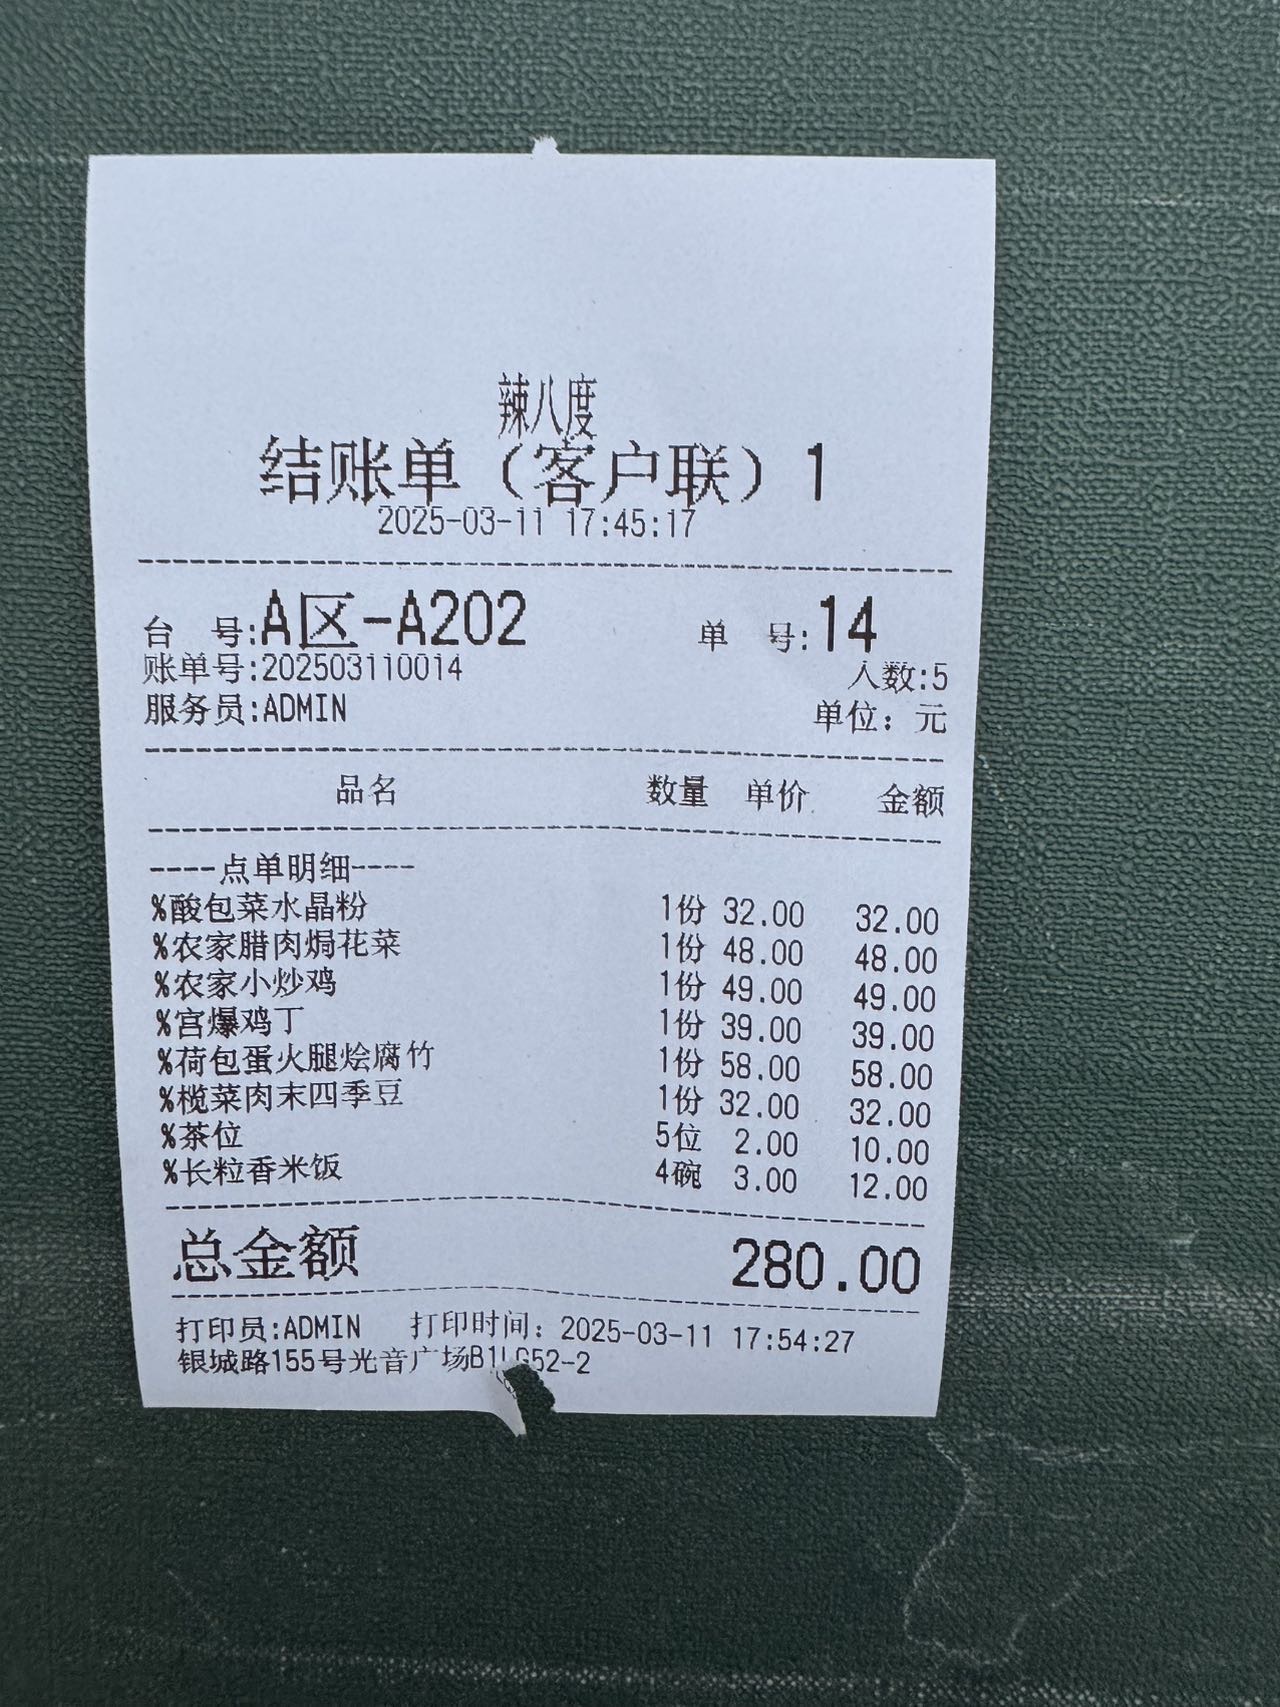 辣八度
结账单（客户联）1
2025-03-11 17:45:17
台 号:A区-A202 单 号:14
账单号:202503110014 人数:5
服务员:ADMIN 单位：元
品名 数量 单价 金额
----点单明细----
%酸包菜水晶粉 1份 32.00 32.00
%农家腊肉焗花菜 1份 48.00 48.00
%农家小炒鸡 1份 49.00 49.00
%宫爆鸡丁 1份 39.00 39.00
%荷包蛋火腿烩腐竹 1份 58.00 58.00
%榄菜肉末四季豆 1份 32.00 32.00
%茶位 5位 2.00 10.00
%长粒香米饭 4碗 3.00 12.00
总金额 280.00
打印员:ADMIN 打印时间：2025-03-11 17:54:27
银城路155号光音广场B1LG52-2